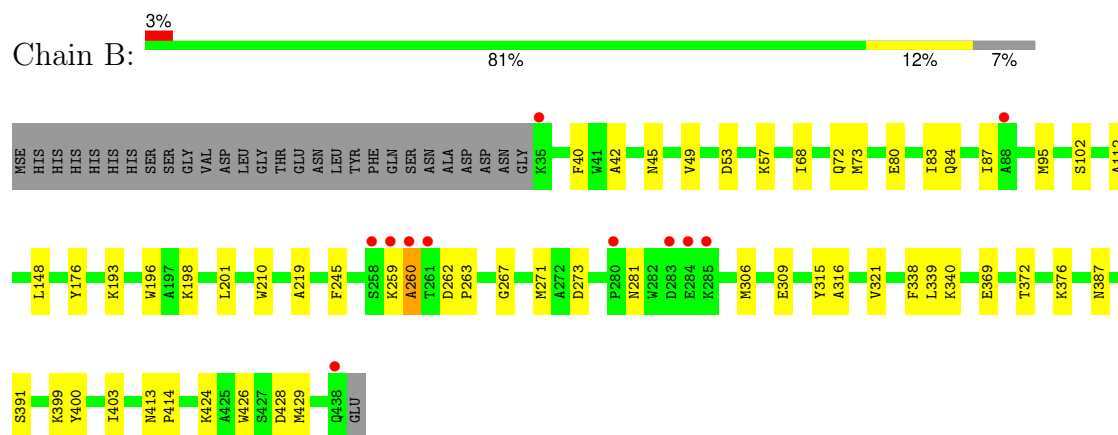 3%
Chain B:
81% 12% 7%
MSE HIS HIS HIS HIS HIS HIS SER SER GLY VAL ASP LEU GLY THR GLU ASN LEU TYR PHE GLN SER ASN ALA ASP ASP ASN GLY K35 F40 W41 A42 N45 V49 D53 K57 I68 Q72 M73 E80 I83 Q84 I87 A88 M95 S102 A112
L148 Y176 K193 W196 A197 K198 L201 W210 A219 F245 S258 K259 A260 T261 D262 P263 G267 M271 A272 D273 P280 N281 W282 D283 E284 K285 M306 E309 Y315 A316 V321 F338 L339 K340 E369 T372 K376 N387
S391 K399 Y400 I403 N413 P414 K424 A425 W426 S427 D428 M429 Q438 GLU